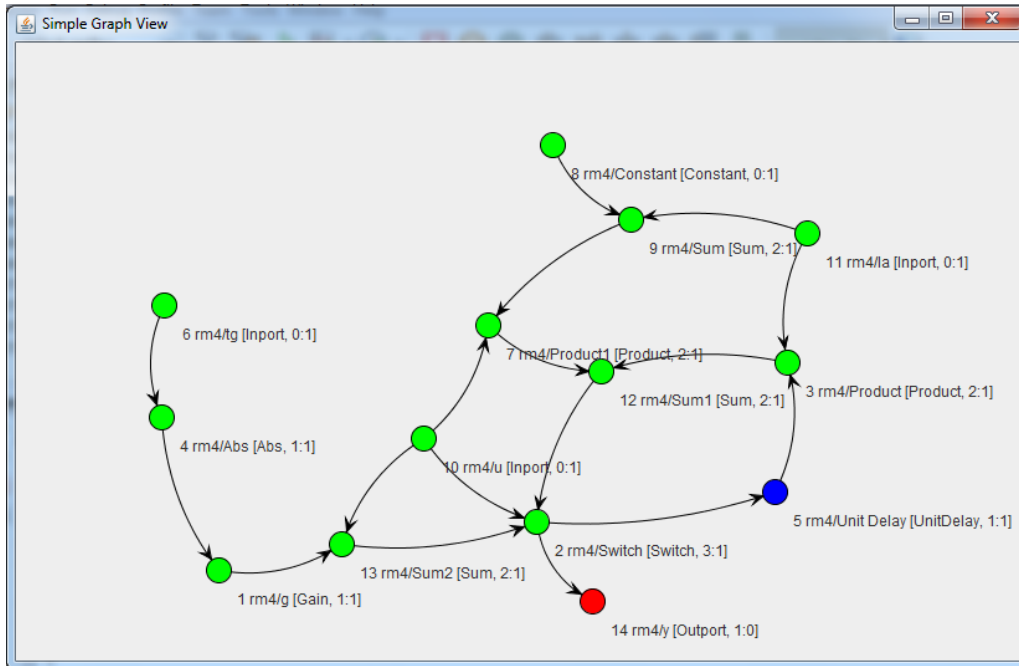 Simple Graph View
8 rm4/Constant [Constant, 0:1]
9 rm4/Sum [Sum, 2:1]
11 rm4/la [Inport, 0:1]
6 rm4/tg [Inport, 0:1]
7 rm4/Product1 [Product, 2:1]
12 rm4/Sum1 [Sum, 2:1]
3 rm4/Product [Product, 2:1]
4 rm4/Abs [Abs, 1:1]
10 rm4/u [Inport, 0:1]
5 rm4/Unit Delay [UnitDelay, 1:1]
2 rm4/Switch [Switch, 3:1]
13 rm4/Sum2 [Sum, 2:1]
1 rm4/g [Gain, 1:1]
14 rm4/y [Outport, 1:0]